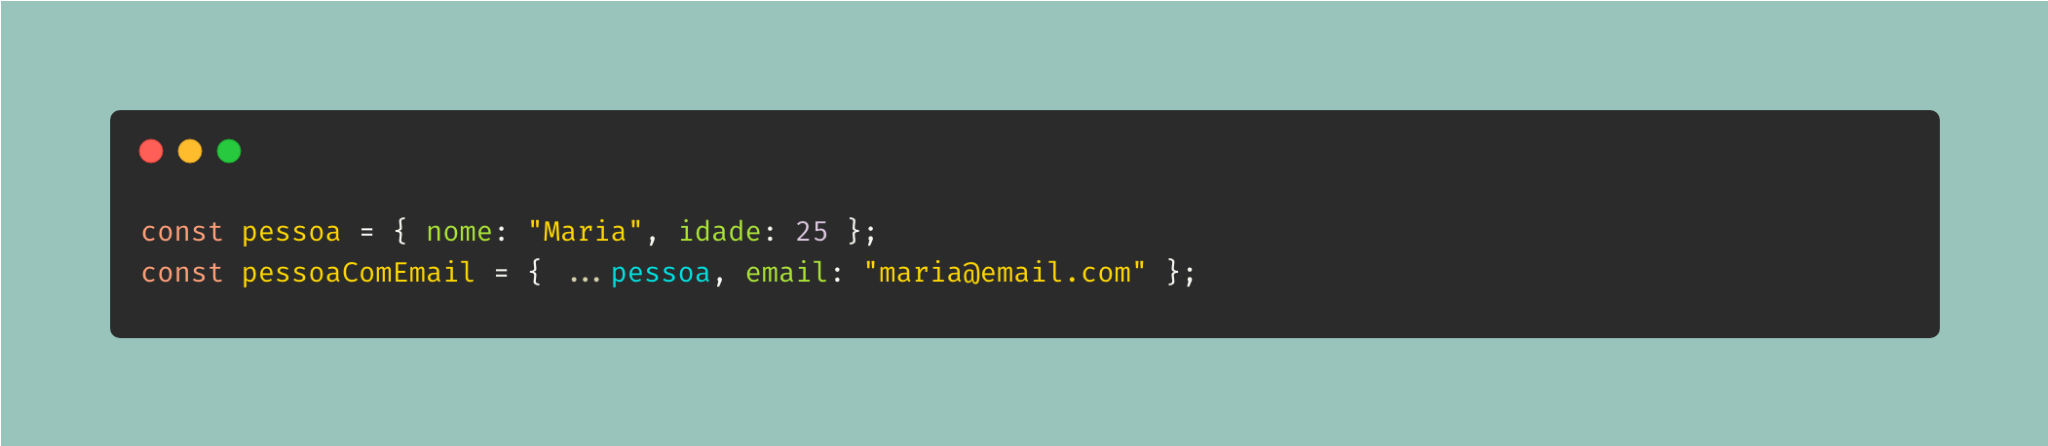 const pessoa = { nome: "Maria", idade: 25 };
const pessoaComEmail = { ...pessoa, email: "maria@email.com" };